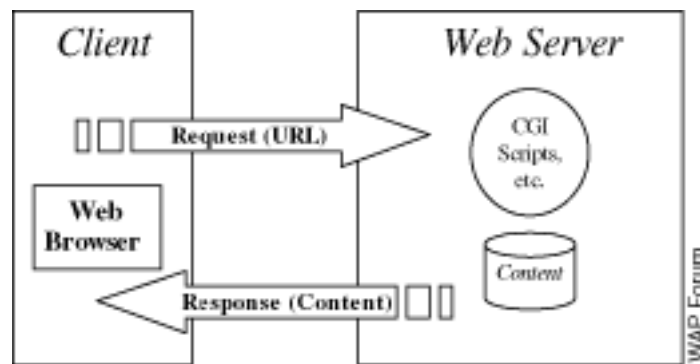 Client
Web Server
Request (URL)
CGI
Scripts,
etc.
Web
Browser
Content
Response (Content)
WAP Forum